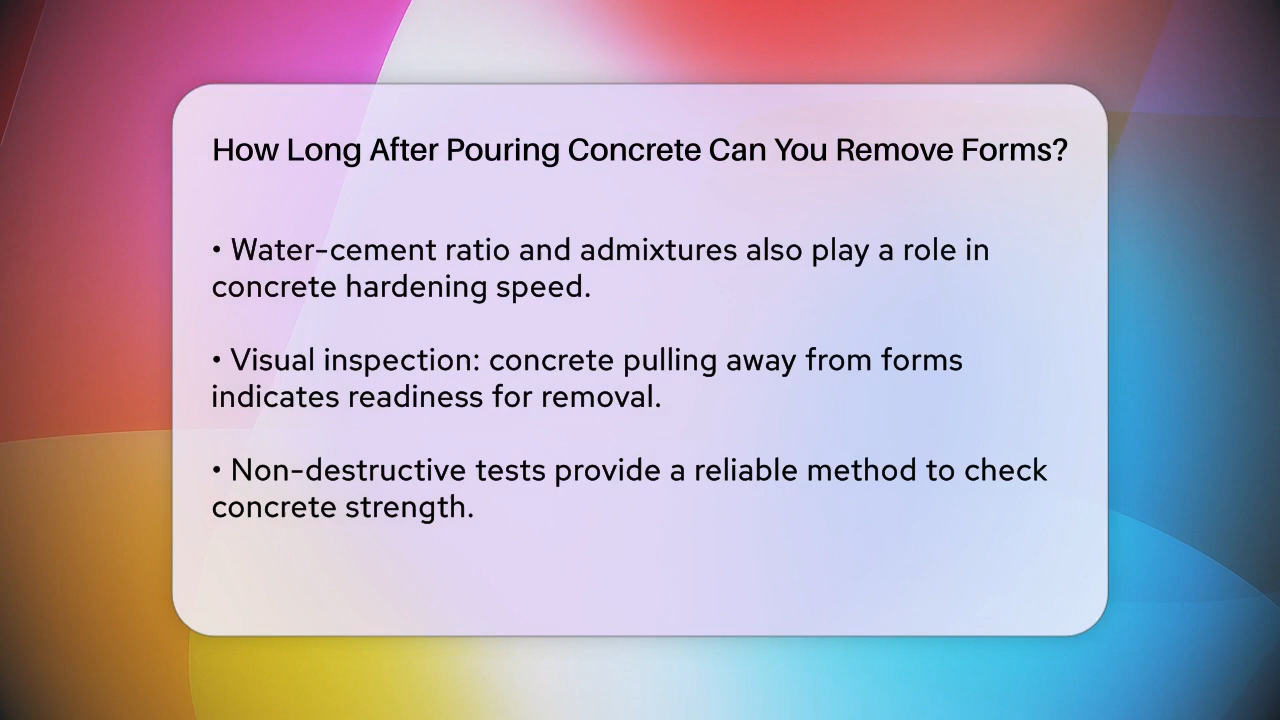 How Long After Pouring Concrete Can You Remove Forms?
• Water-cement ratio and admixtures also play a role in
concrete hardening speed.
• Visual inspection: concrete pulling away from forms
indicates readiness for removal.
• Non-destructive tests provide a reliable method to check
concrete strength.